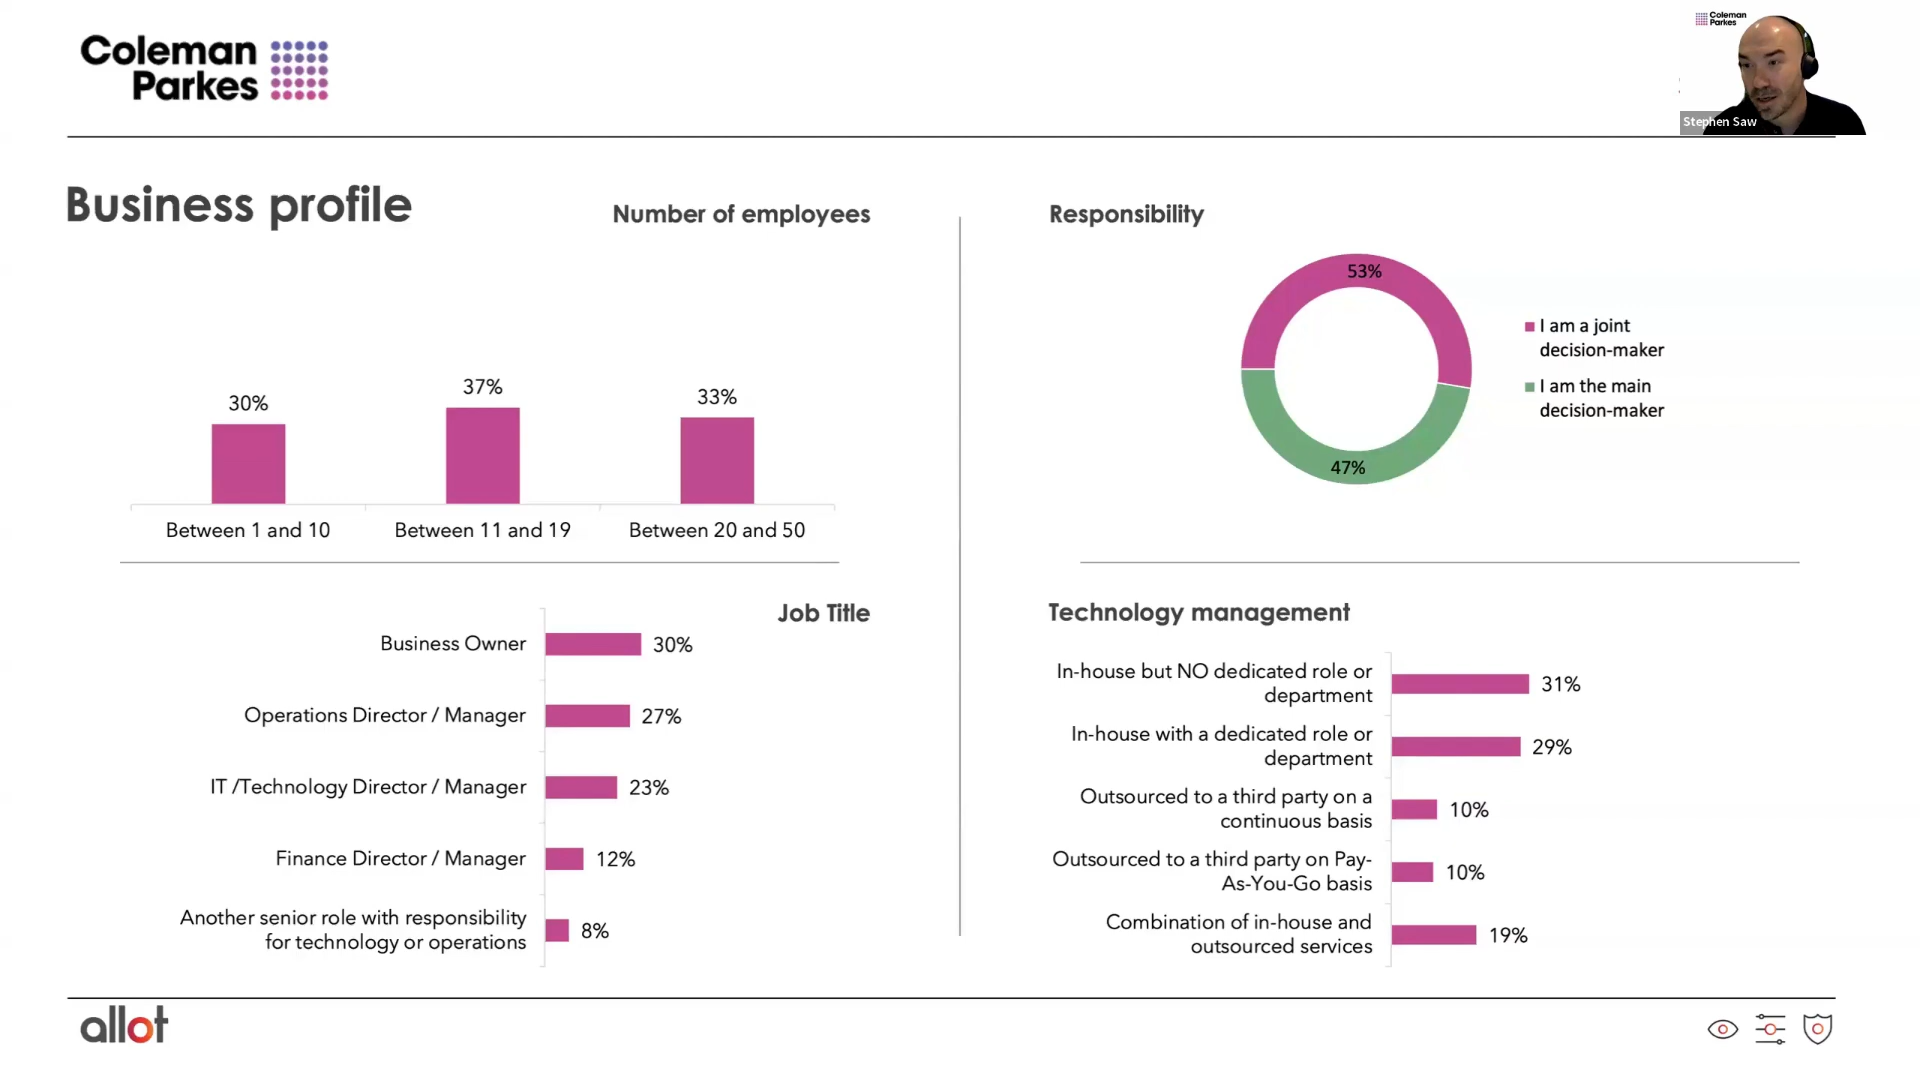 Coleman
Parkes
Coleman
Parkes
Stephen Saw
Business profile
Number of employees
30%
37%
33%
Between 1 and 10
Between 11 and 19
Between 20 and 50
Responsibility
53%
47%
I am a joint
decision-maker
I am the main
decision-maker
Job Title
Business Owner
30%
Operations Director / Manager
27%
IT /Technology Director / Manager
23%
Finance Director / Manager
12%
Another senior role with responsibility
for technology or operations
8%
Technology management
In-house but NO dedicated role or
department
31%
In-house with a dedicated role or
department
29%
Outsourced to a third party on a
continuous basis
10%
Outsourced to a third party on Pay-
As-You-Go basis
10%
Combination of in-house and
outsourced services
19%
allot